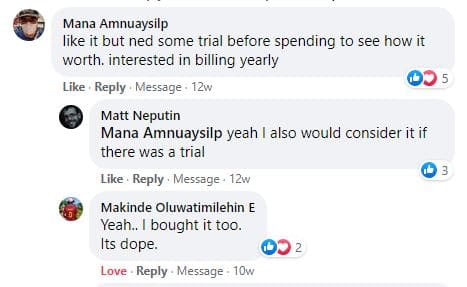 Mana Amnuaysilp
like it but ned some trial before spending to see how it
worth. interested in billing yearly
5
Like · Reply · Message · 12w
Matt Neputin
Mana Amnuaysilp yeah I also would consider it if
there was a trial
3
Like · Reply · Message · 12w
Makinde Oluwatimilehin E
Yeah.. I bought it too.
Its dope.
2
Love · Reply · Message · 10w